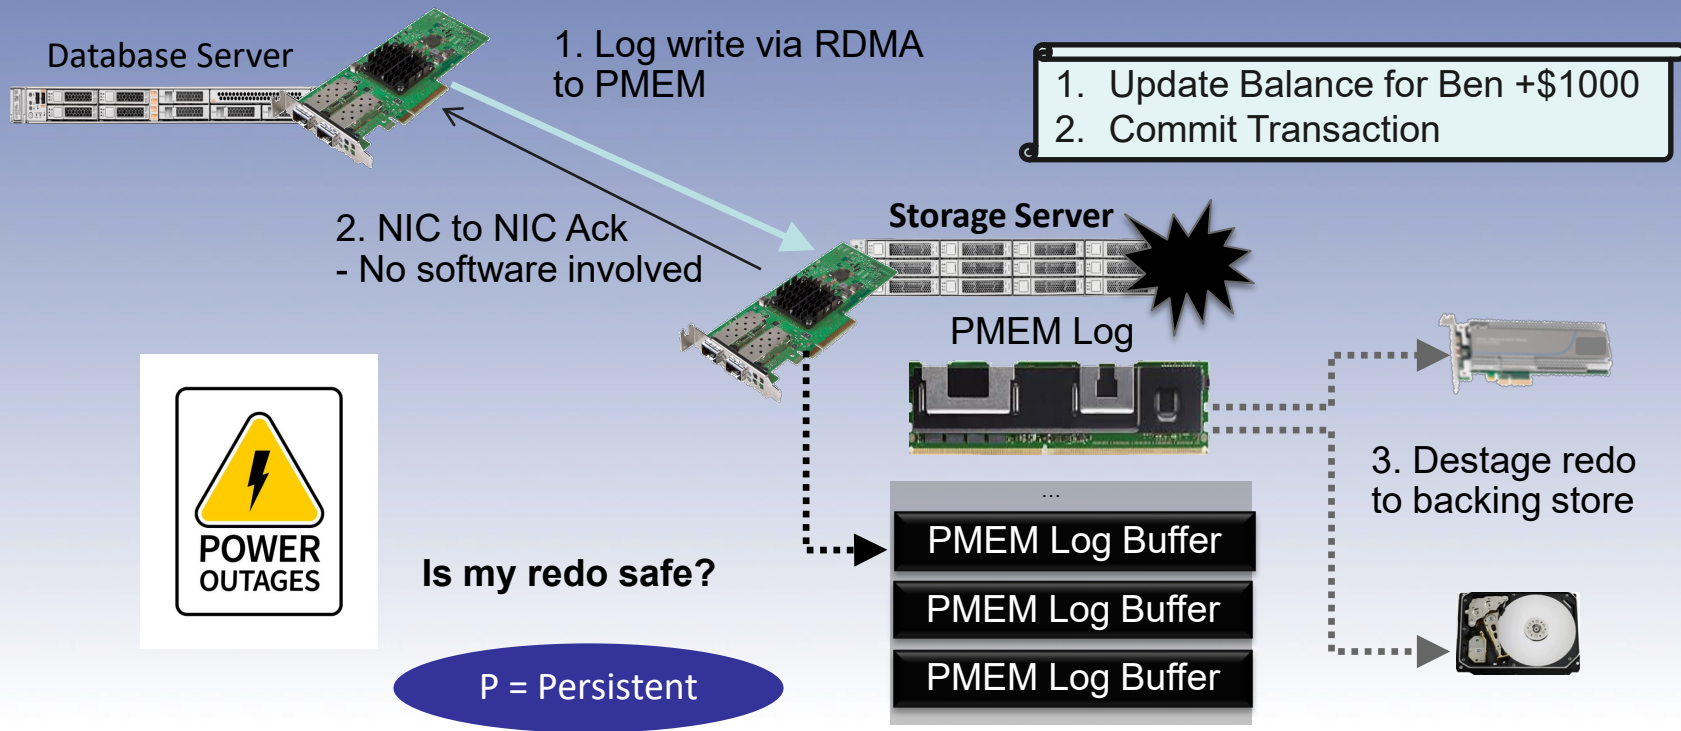 Database Server
1. Log write via RDMA
to PMEM
1. Update Balance for Ben +$1000
2. Commit Transaction
2. NIC to NIC Ack
- No software involved
Storage Server
PMEM Log
3. Destage redo
to backing store
POWER
OUTAGES
Is my redo safe?
P = Persistent
...
PMEM Log Buffer
PMEM Log Buffer
PMEM Log Buffer